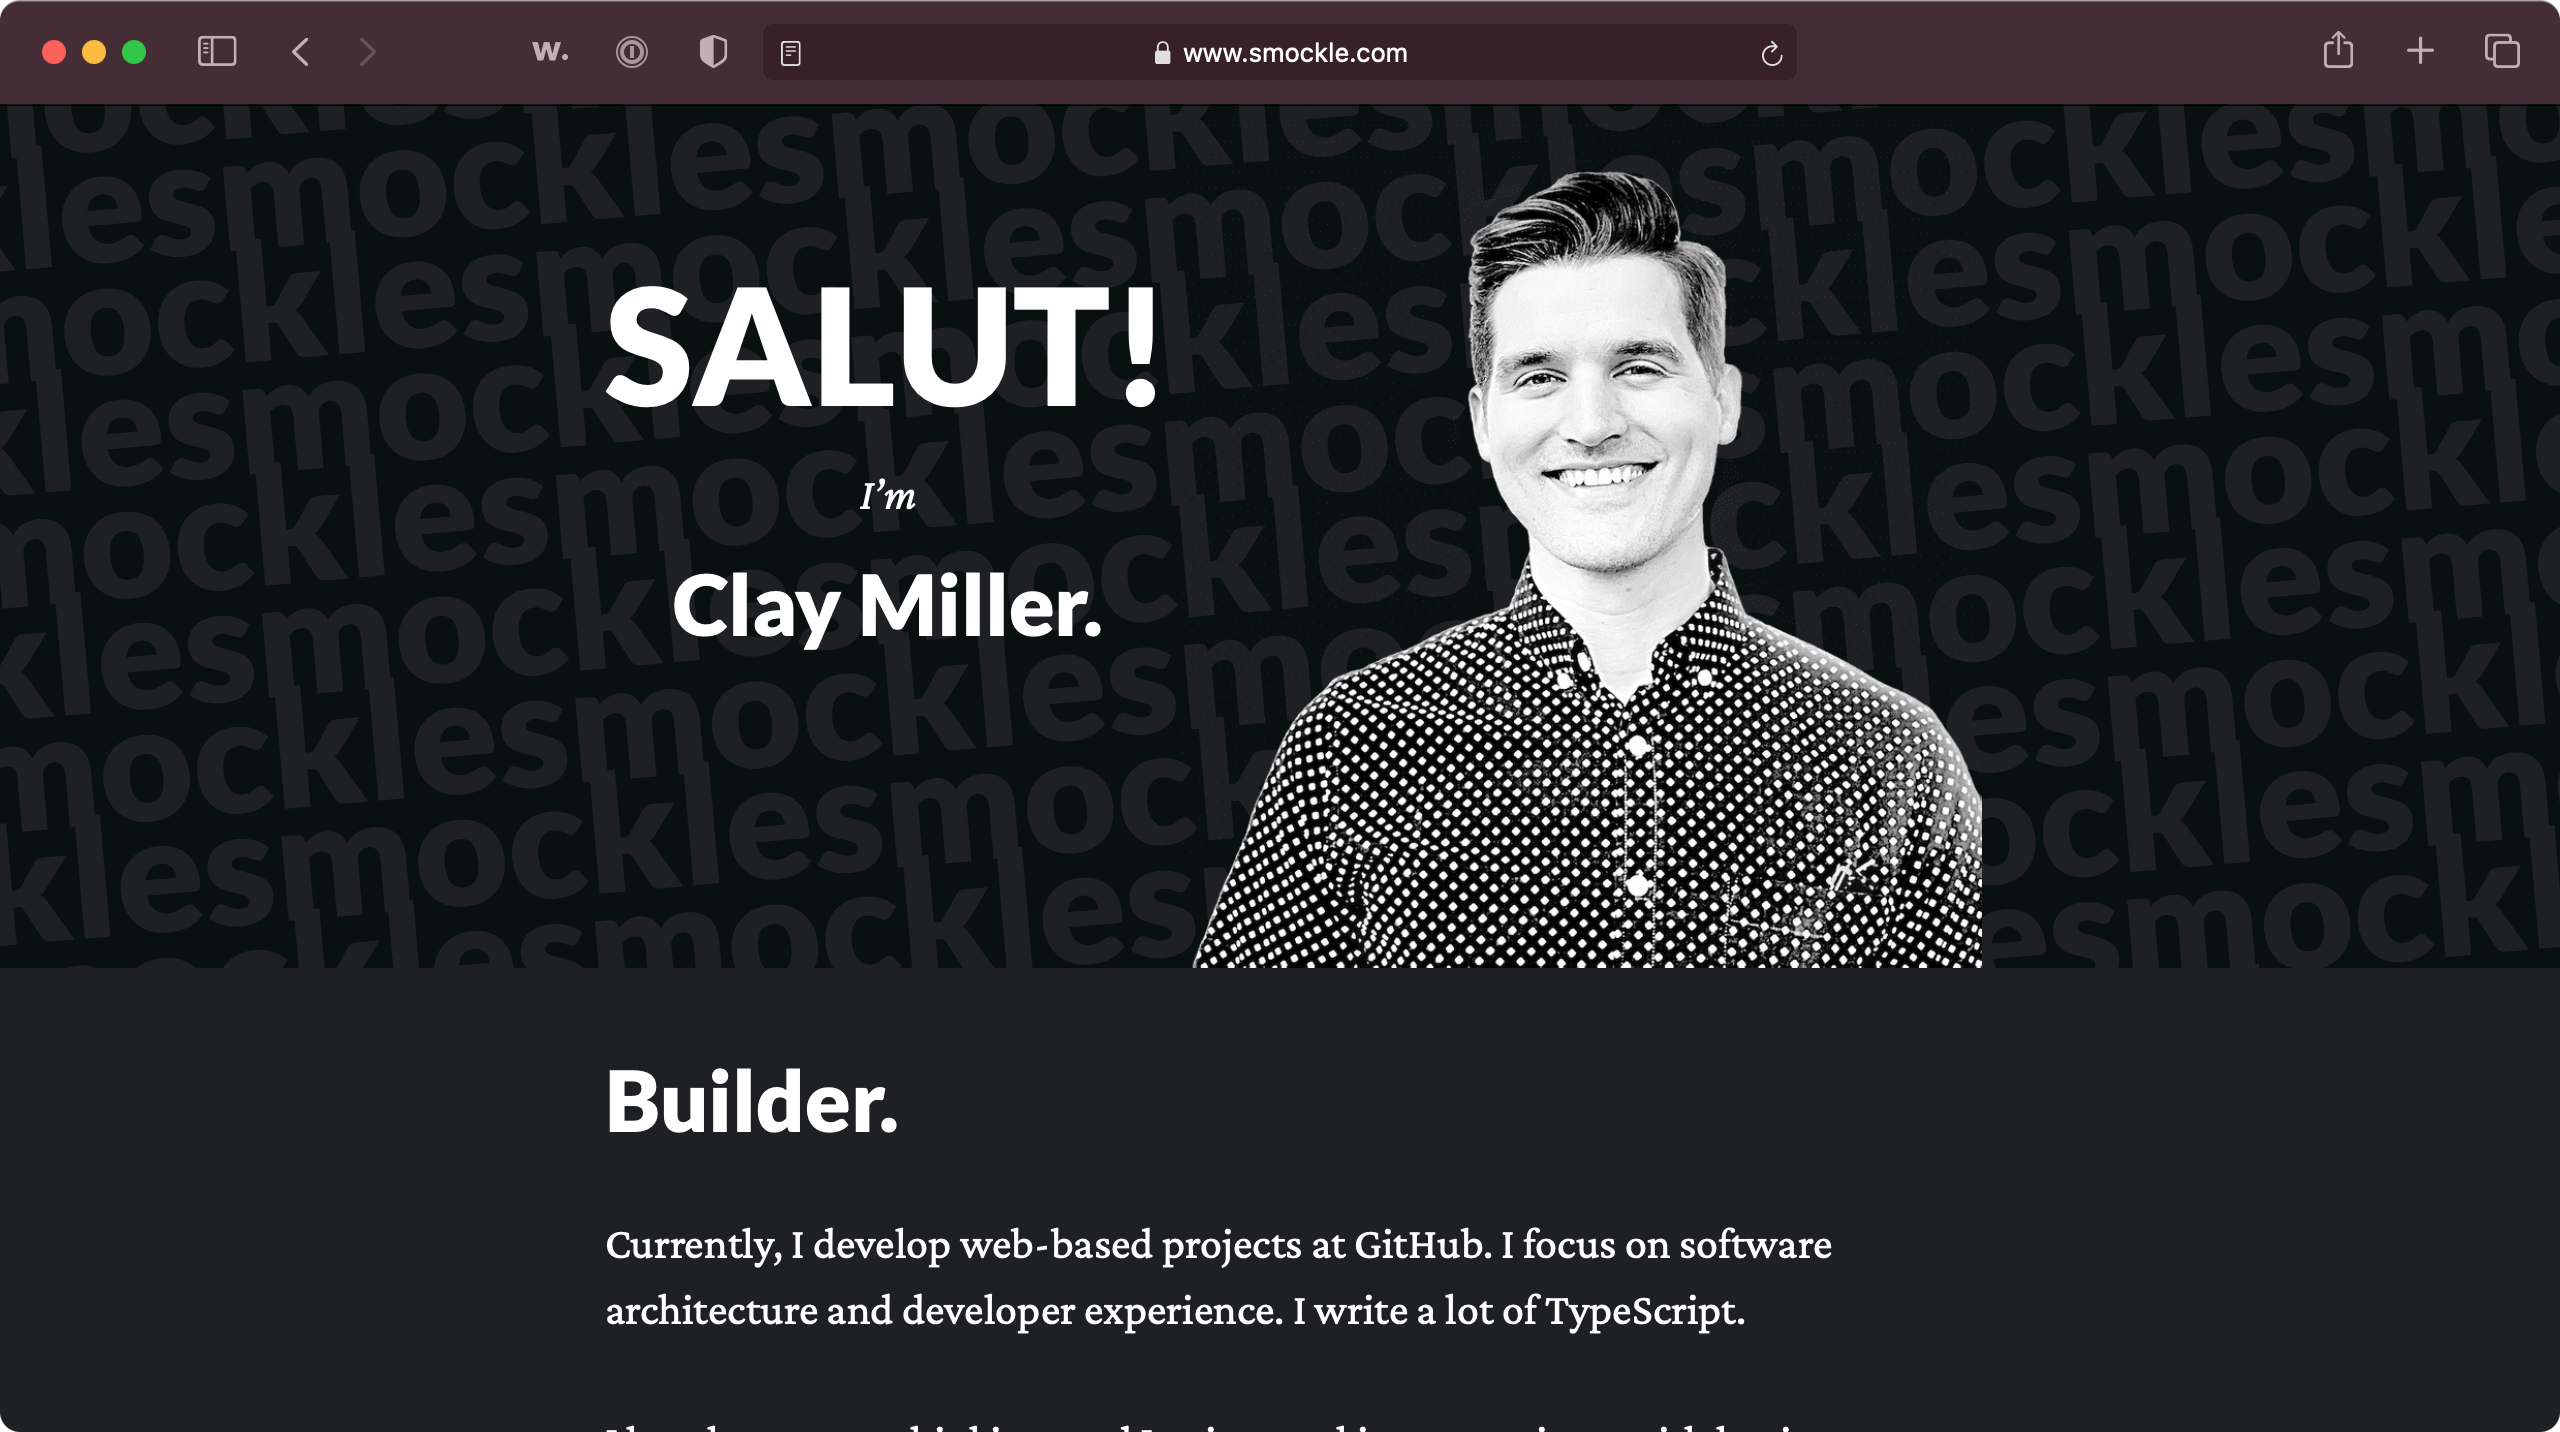 w.
www.smockle.com
smocklesmocklesmockle
SALUT!
I'm
Clay Miller.
Builder.
Currently, I develop web-based projects at GitHub. I focus on software
architecture and developer experience. I write a lot of TypeScript.